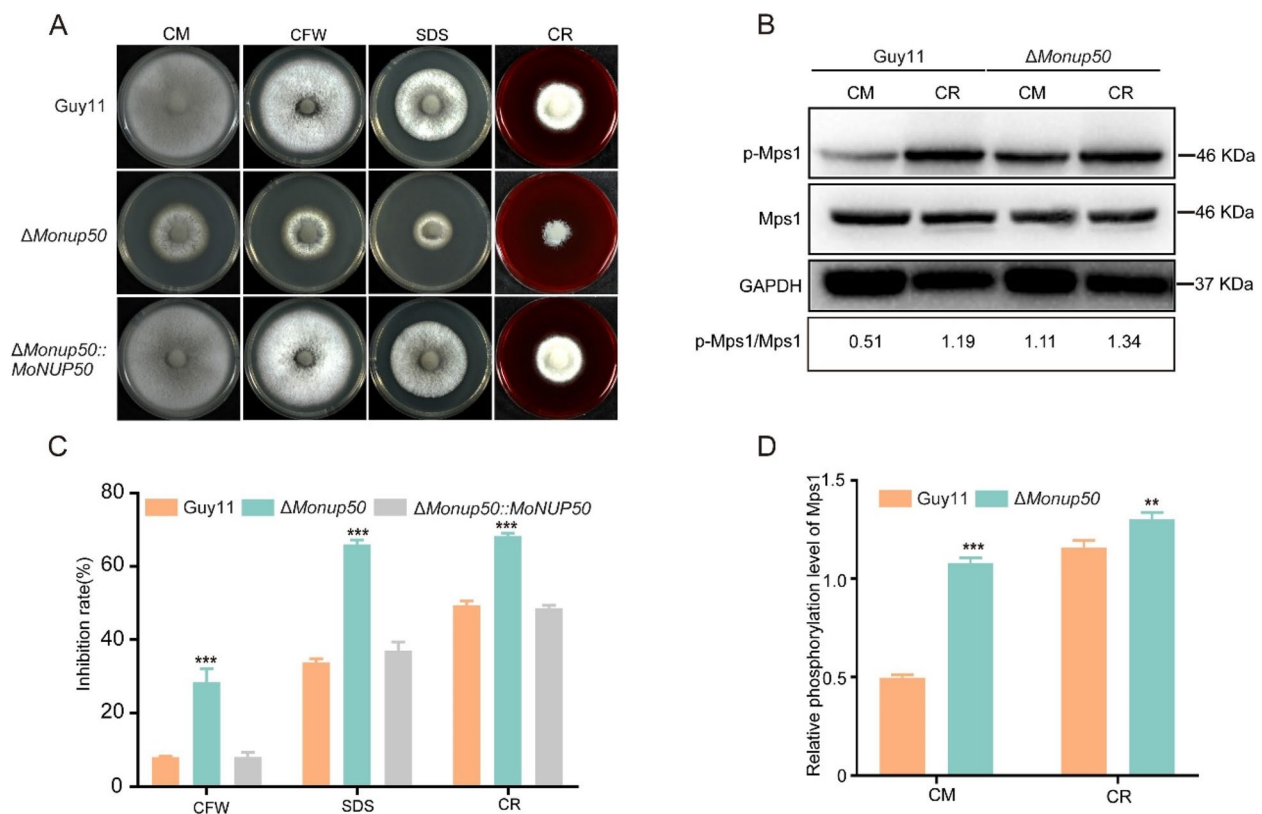 A
CM CFW SDS CR
Guy11
ΔMonup50
ΔMonup50::
MoNUP50
B
Guy11 ΔMonup50
CM CR CM CR
p-Mps1 46 KDa
Mps1 46 KDa
GAPDH 37 KDa
p-Mps1/Mps1 0.51 1.19 1.11 1.34
C
Inhibition rate(%)
80
60
40
20
0
Guy11 ΔMonup50 ΔMonup50::MoNUP50
***
***
***
CFW SDS CR
D
Relative phosphorylation level of Mps1
1.5
1.0
0.5
0
Guy11 ΔMonup50
***
**
CM CR